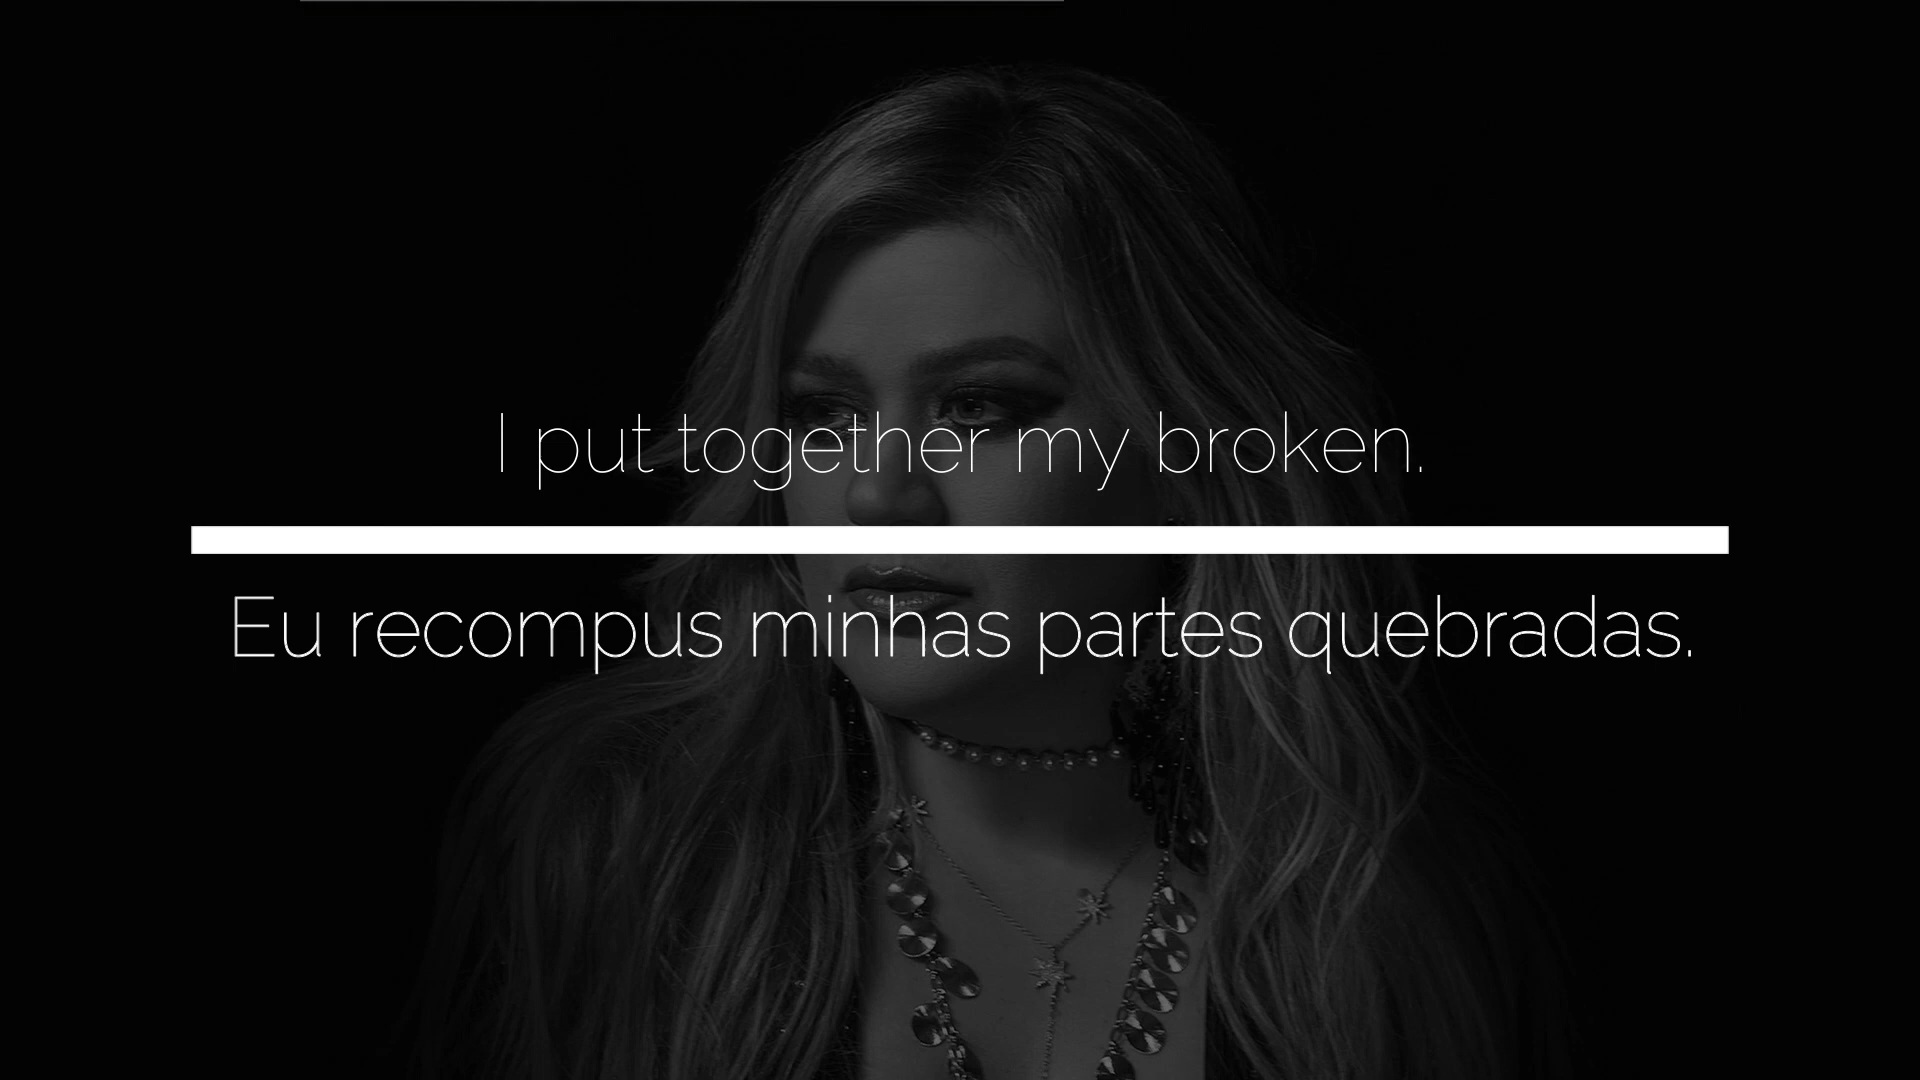 I put together my broken.
Eu recompus minhas partes quebradas.